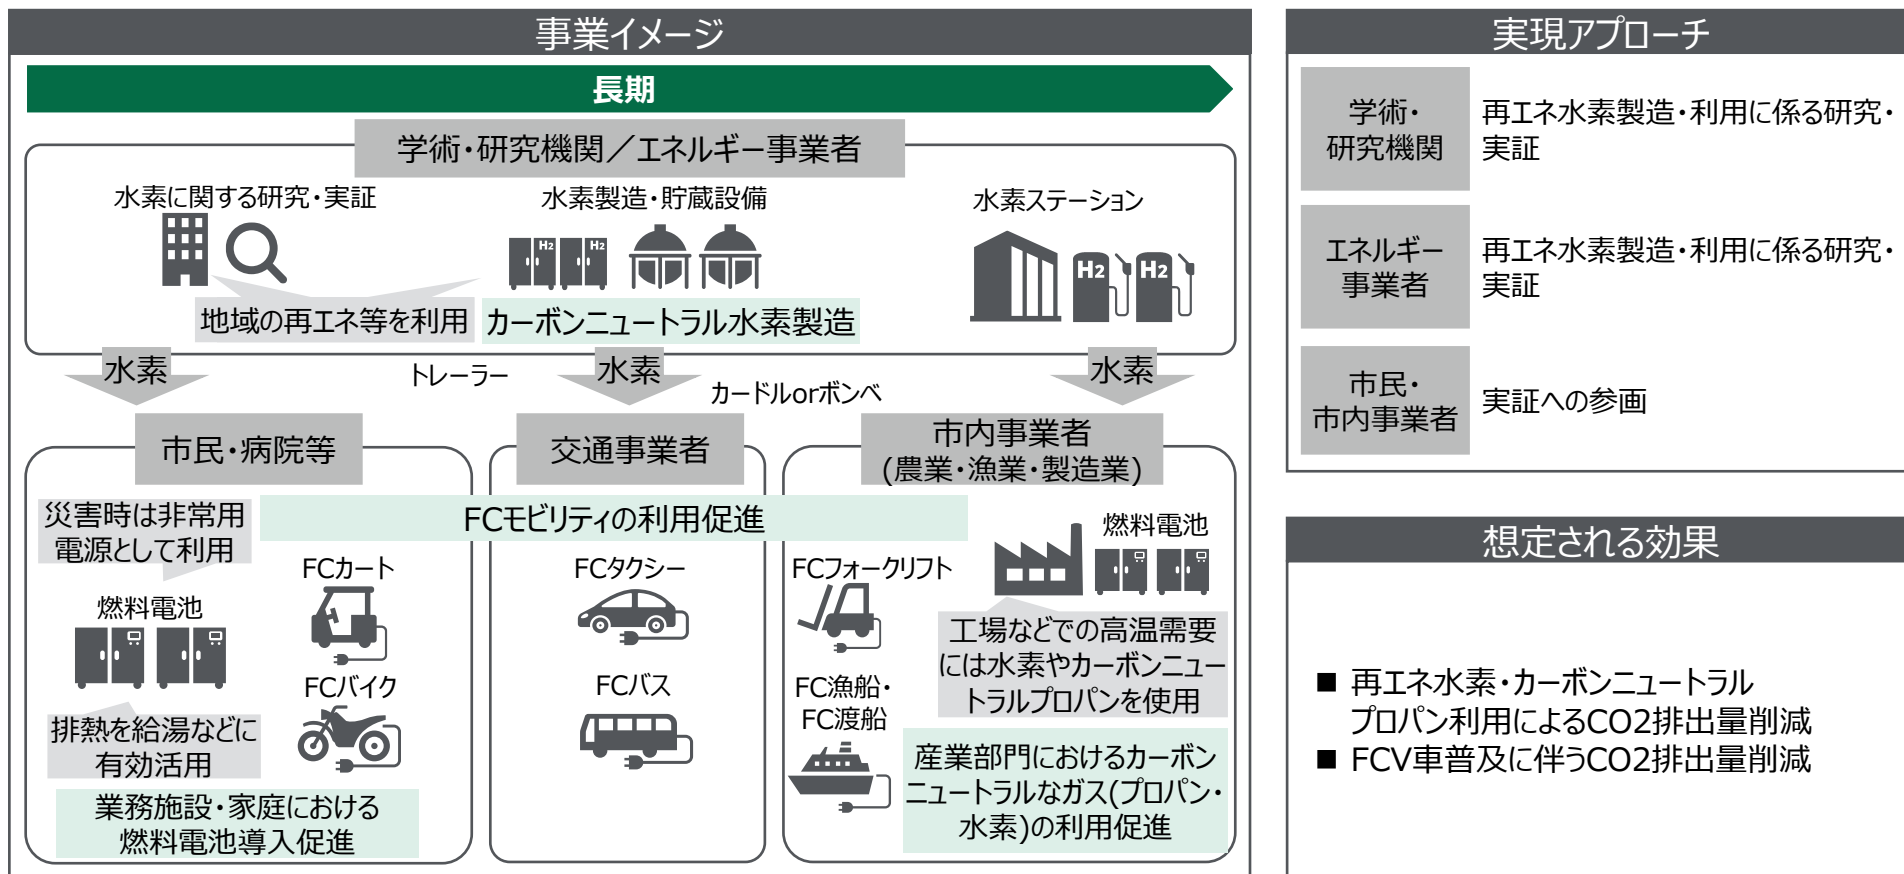 事業イメージ
長期
学術・研究機関／エネルギー事業者
水素に関する研究・実証
水素製造・貯蔵設備
水素ステーション
H2
H2
H2
H2
地域の再エネ等を利用
カーボンニュートラル水素製造
水素
トレーラー
水素
カードルorボンベ
水素
市民・病院等
災害時は非常用
電源として利用
FCモビリティの利用促進
燃料電池
FCカート
FCバイク
排熱を給湯などに
有効活用
業務施設・家庭における
燃料電池導入促進
交通事業者
FCタクシー
FCバス
市内事業者
(農業・漁業・製造業)
FCフォークリフト
燃料電池
工場などでの高温需要
には水素やカーボンニュー
トラルプロパンを使用
FC漁船・
FC渡船
産業部門におけるカーボン
ニュートラルなガス(プロパン・
水素)の利用促進
実現アプローチ
学術・
研究機関
再エネ水素製造・利用に係る研究・
実証
エネルギー
事業者
再エネ水素製造・利用に係る研究・
実証
市民・
市内事業者
実証への参画
想定される効果
■ 再エネ水素・カーボンニュートラル
プロパン利用によるCO2排出量削減
■ FCV車普及に伴うCO2排出量削減